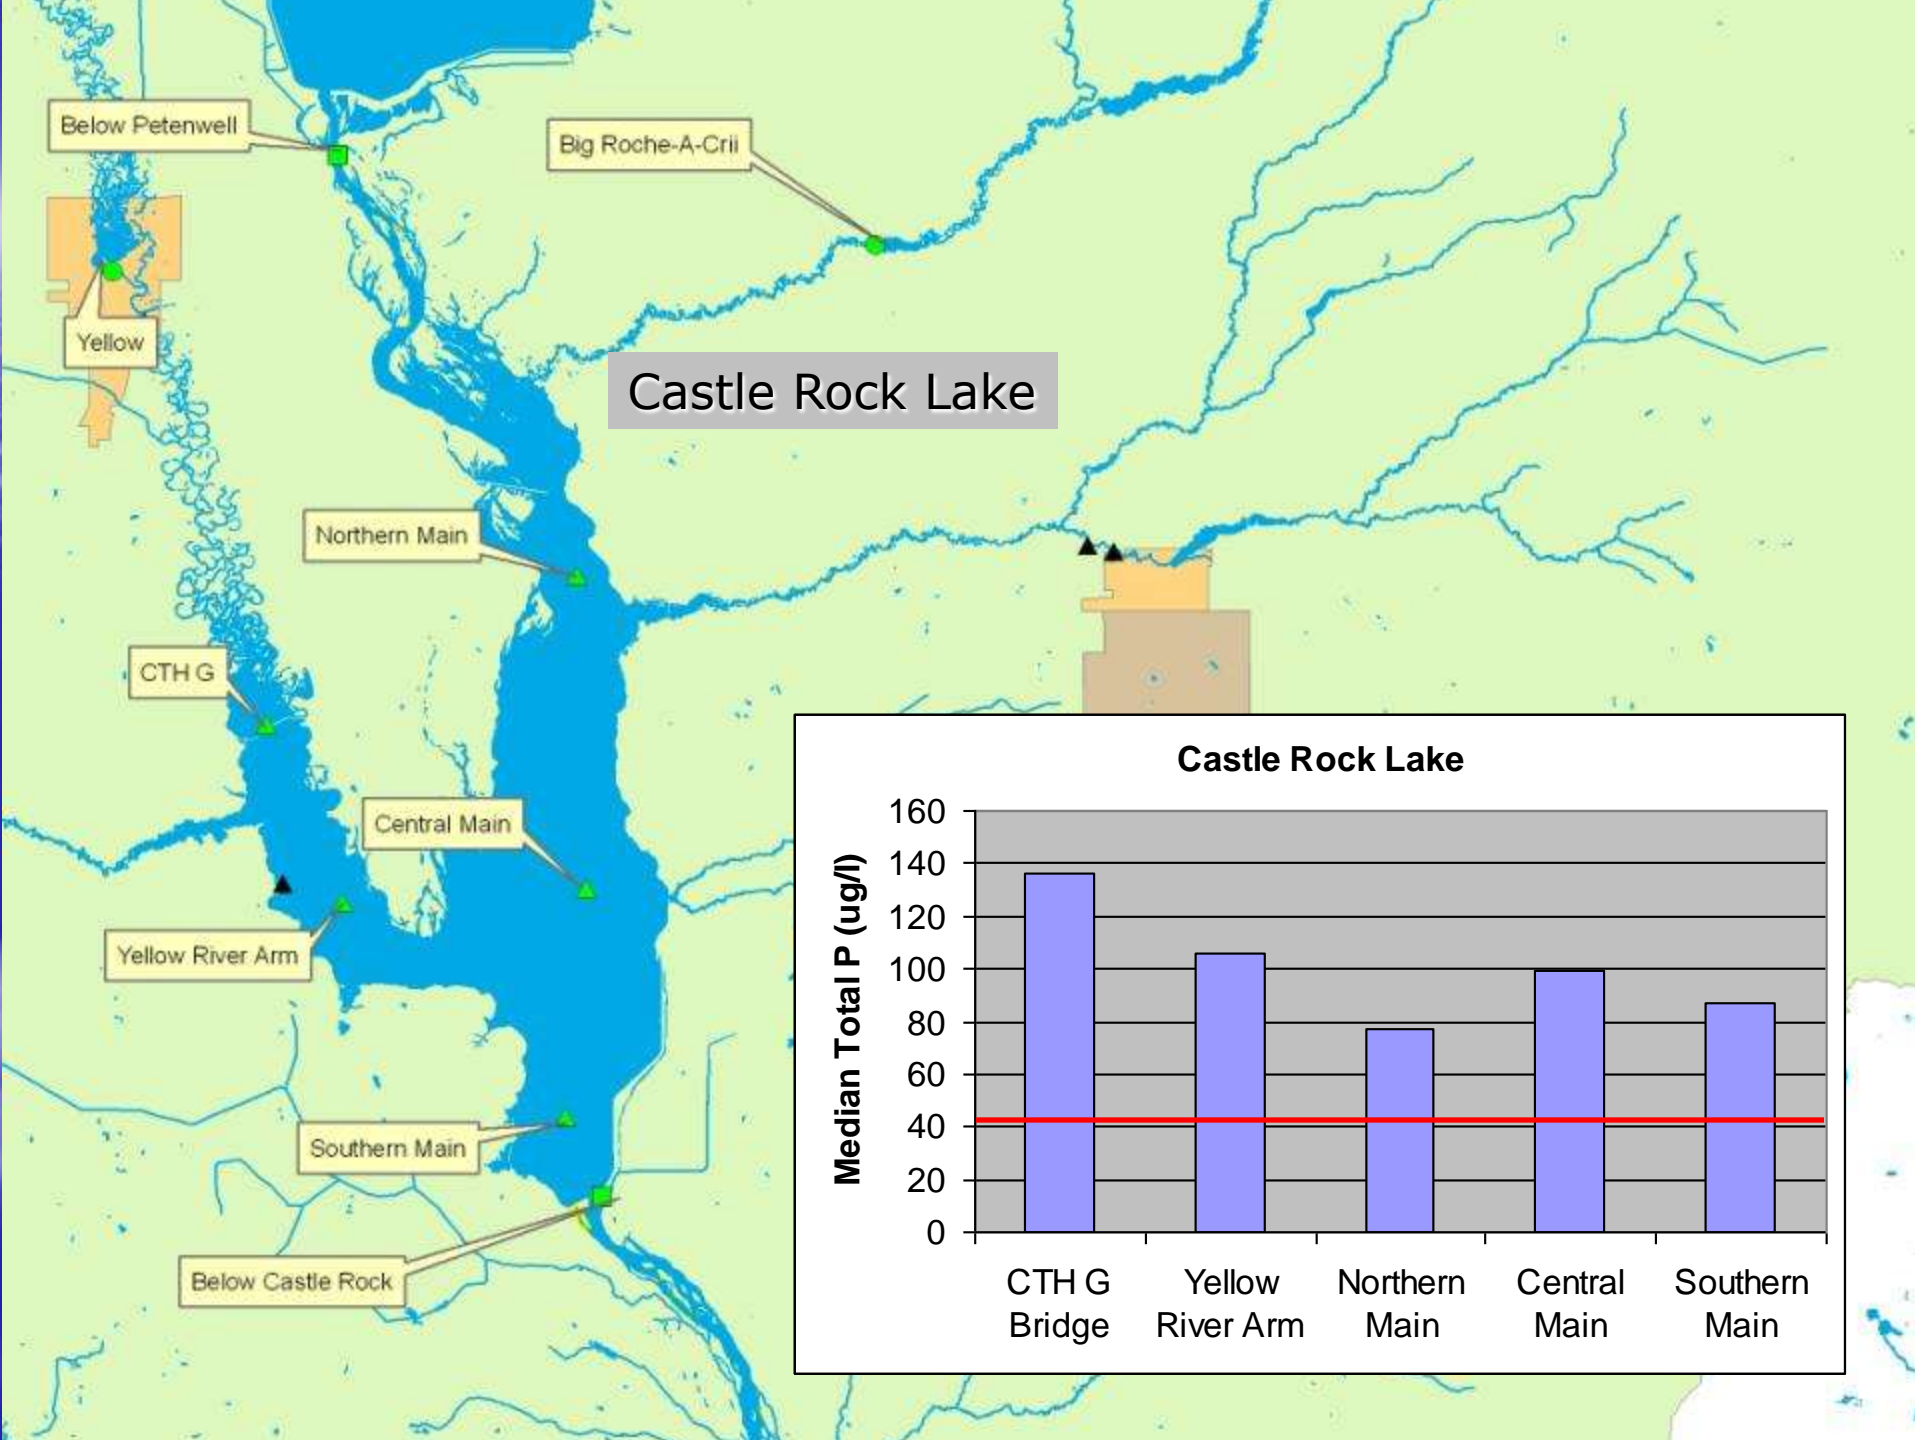 Below Petenwell
Big Roche-A-Crii
Yellow
Castle Rock Lake
Northern Main
CTH G
Central Main
Yellow River Arm
Southern Main
Below Castle Rock
Castle Rock Lake
Median Total P (ug/l)
160
140
120
100
80
60
40
20
0
CTH G
Bridge
Yellow
River Arm
Northern
Main
Central
Main
Southern
Main